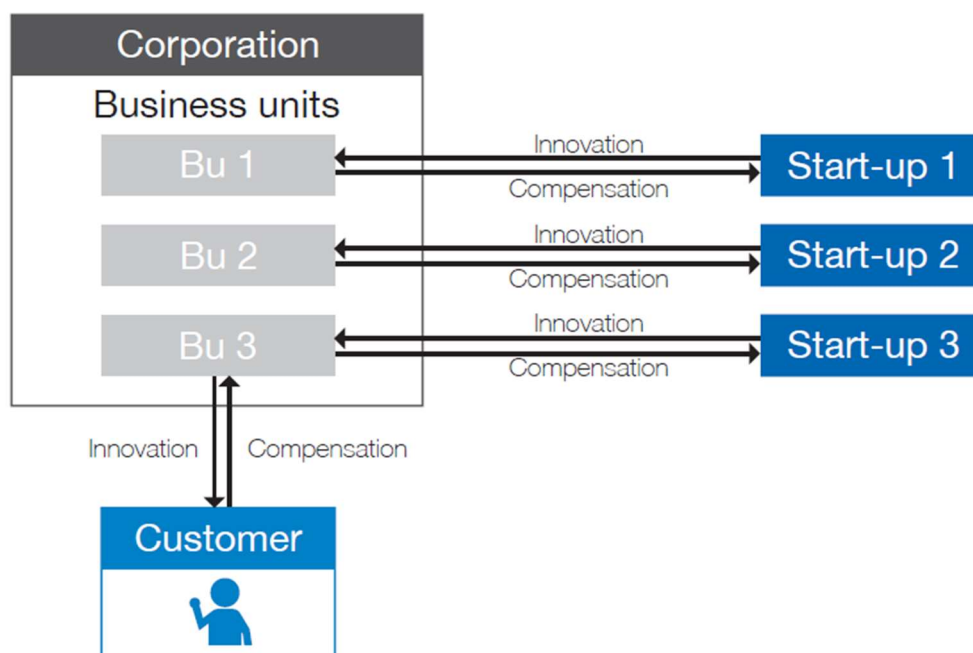 Corporation
Business units
Bu 1
Innovation
Compensation
Start-up 1
Bu 2
Innovation
Compensation
Start-up 2
Bu 3
Innovation
Compensation
Start-up 3
Innovation
Compensation
Customer